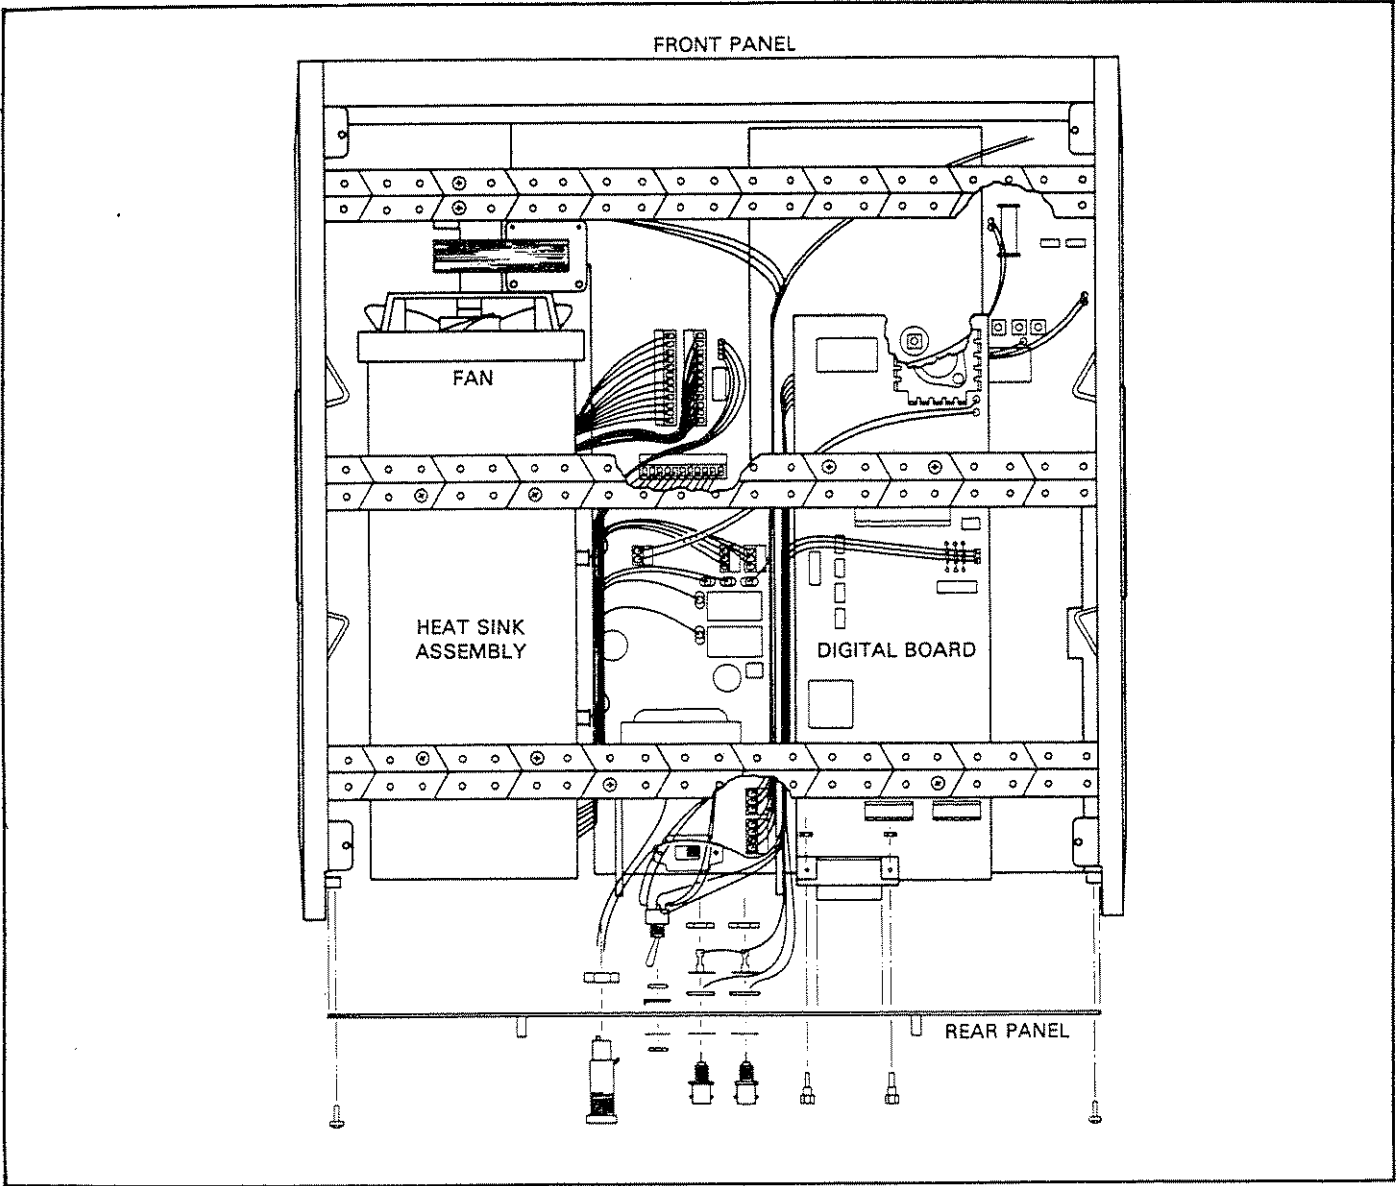 FRONT PANEL
FAN
HEAT SINK
ASSEMBLY
DIGITAL BOARD
REAR PANEL